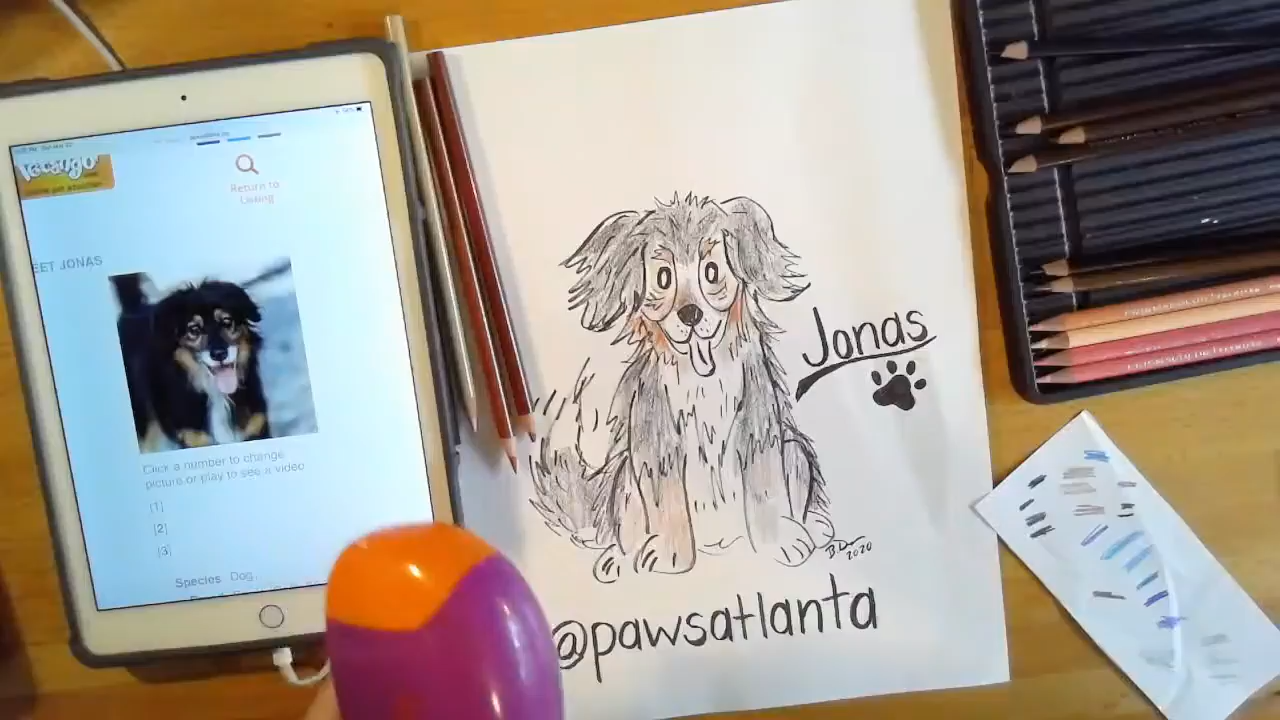 Return to
Listing
EET JONAS
Click a number to change
picture or play to see a video
[1]
[2]
[3]
Species Dog
Jonas
2020
@pawsatlanta